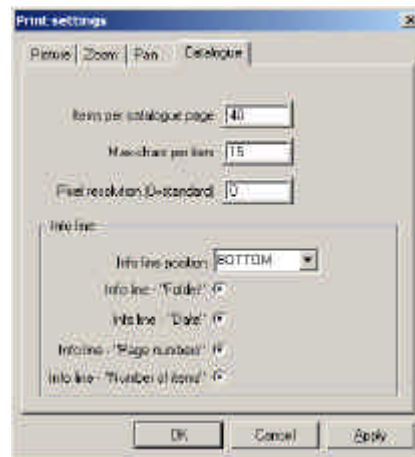 Print settings
Picture Zoom Pan Catalogue
Items per catalogue page 40
Max chars per item 15
Pixel resolution (0=standard) 0
Info line
Info line position BOTTOM
Info line - "Folder"
Info line - "Date"
Info line - "Page numbers"
Info line - "Number of items"
OK Cancel Apply